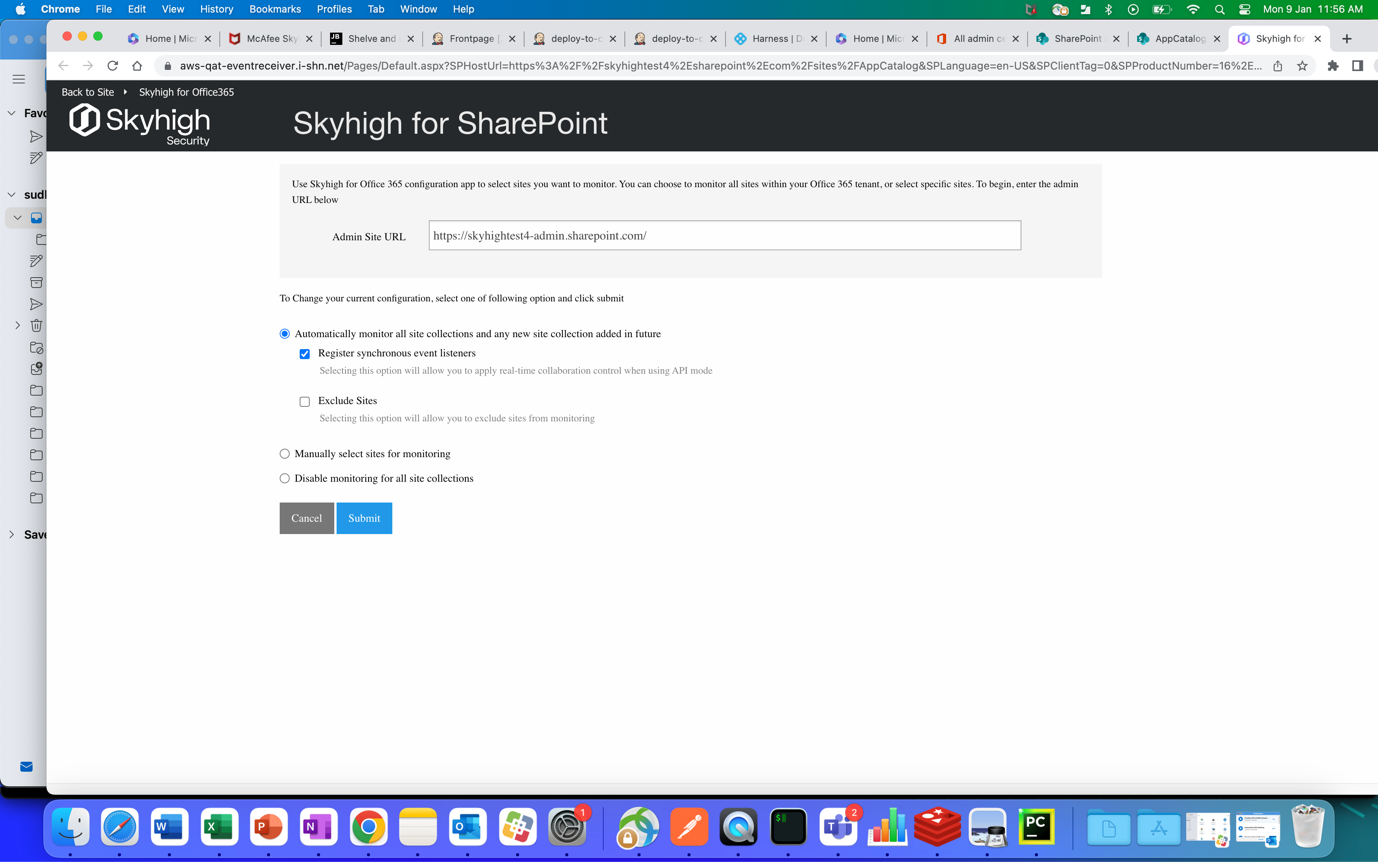 Chrome File Edit View History Bookmarks Profiles Tab Window Help Mon 9 Jan 11:56 AM
Home | Micr McAfee Sky JB Shelve and Frontpage deploy-to-c deploy-to-c Harness | D Home | Micr All admin ce SharePoint AppCatalog Skyhigh for
aws-qat-eventreceiver.i-shn.net/Pages/Default.aspx?SPHostUrl=https%3A%2F%2Fskyhightest4%2Esharepoint%2Ecom%2Fsites%2FAppCatalog&SPLanguage=en-US&SPClientTag=0&SPProductNumber=16%2E...
Back to Site Skyhigh for Office365
Skyhigh
Security
Skyhigh for SharePoint
Favo
sudl
Save
Use Skyhigh for Office 365 configuration app to select sites you want to monitor. You can choose to monitor all sites within your Office 365 tenant, or select specific sites. To begin, enter the admin
URL below
Admin Site URL https://skyhightest4-admin.sharepoint.com/
To Change your current configuration, select one of following option and click submit
Automatically monitor all site collections and any new site collection added in future
Register synchronous event listeners
Selecting this option will allow you to apply real-time collaboration control when using API mode
Exclude Sites
Selecting this option will allow you to exclude sites from monitoring
Manually select sites for monitoring
Disable monitoring for all site collections
Cancel Submit
W X P N O 1 $ 2 PC